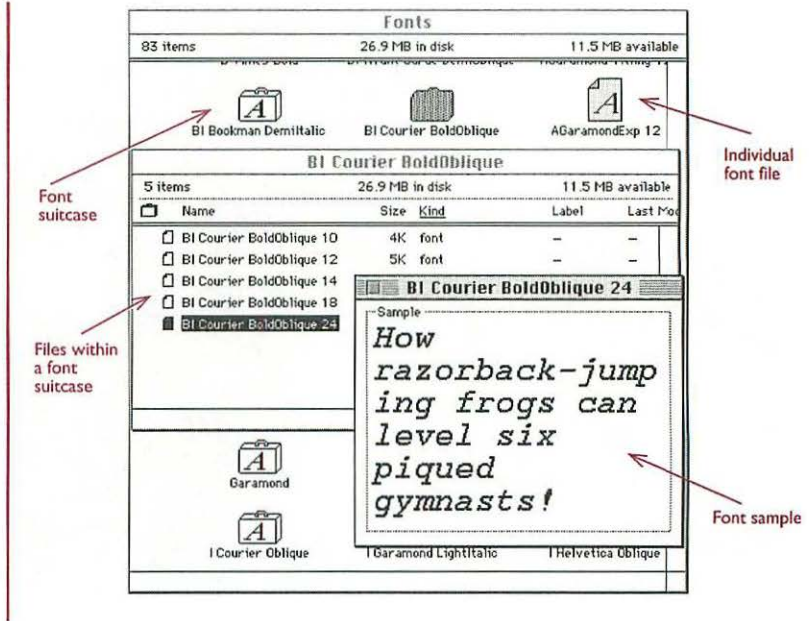 Fonts
83 items 26.9 MB in disk 11.5 MB available
BI Bookman DemiItalic BI Courier BoldOblique AGaramondExp 12
Individual
font file
BI Courier BoldOblique
Font
suitcase
5 items 26.9 MB in disk 11.5 MB available
Name Size Kind Label Last Mod
BI Courier BoldOblique 10 4K font – –
BI Courier BoldOblique 12 5K font – –
BI Courier BoldOblique 14
BI Courier BoldOblique 18
BI Courier BoldOblique 24
Files within
a font
suitcase
BI Courier BoldOblique 24
Sample
How
razorback-jump
ing frogs can
level six
piqued
gymnasts!
Font sample
Garamond
I Courier Oblique I Garamond LightItalic I Helvetica Oblique